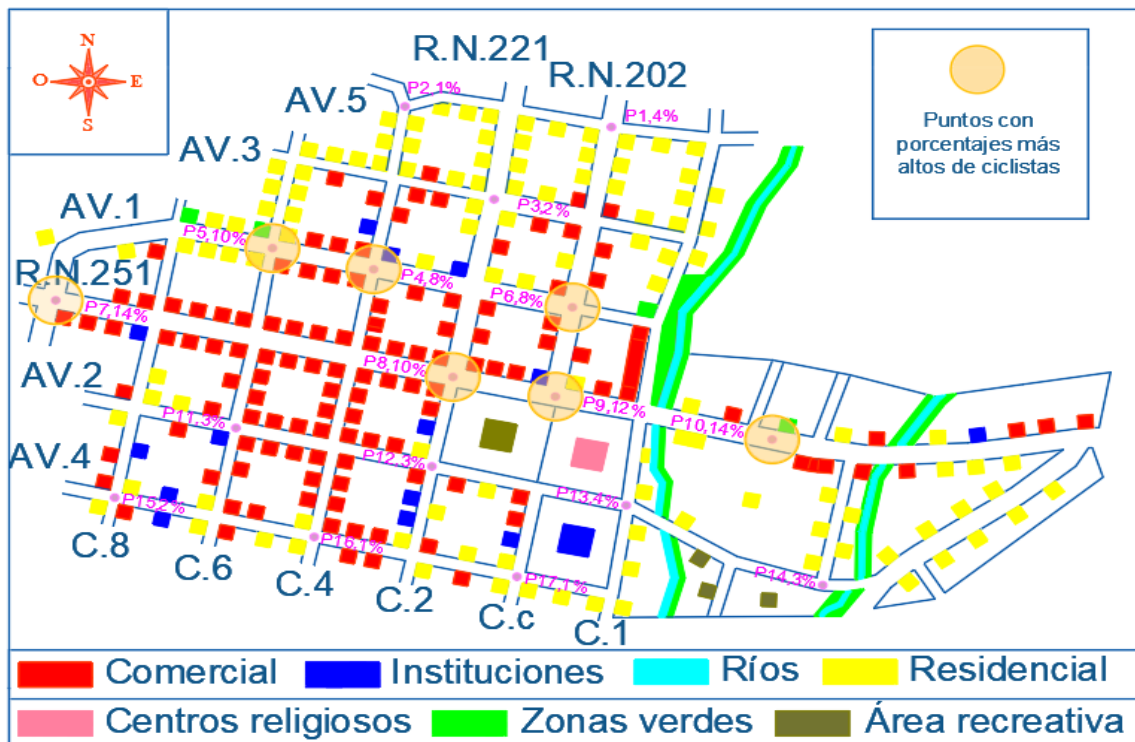 N
O
E
S
R.N.221
R.N.202
AV.5
AV.3
AV.1
R.N.251
AV.2
AV.4
C.8
C.6
C.4
C.2
C.c
C.1
P2,1%
P1,4%
P3,2%
P5,10%
P4,8%
P6,8%
P7,14%
P8,10%
P9,12%
P10,14%
P11,3%
P12,3%
P13,4%
P14,3%
P15,2%
P16,1%
P17,1%
Puntos con
porcentajes más
altos de ciclistas
Comercial
Instituciones
Ríos
Residencial
Centros religiosos
Zonas verdes
Área recreativa